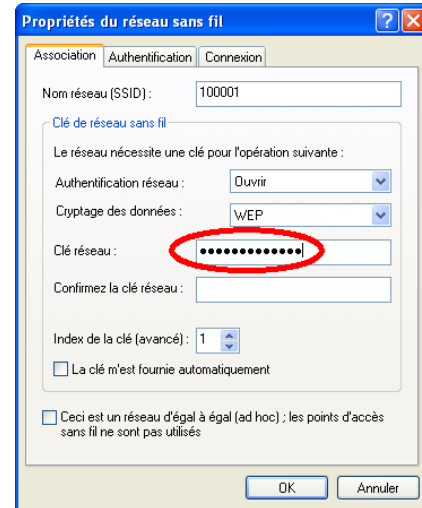 Propriétés du réseau sans fil
Association Authentification Connexion
Nom réseau (SSID) : 100001
Clé de réseau sans fil
Le réseau nécessite une clé pour l'opération suivante :
Authentification réseau : Ouvrir
Cryptage des données : WEP
Clé réseau : •••••••••••••
Confirmez la clé réseau :
Index de la clé (avancé) : 1
La clé m'est fournie automatiquement
Ceci est un réseau d'égal à égal (ad hoc) ; les points d'accès
sans fil ne sont pas utilisés
OK Annuler